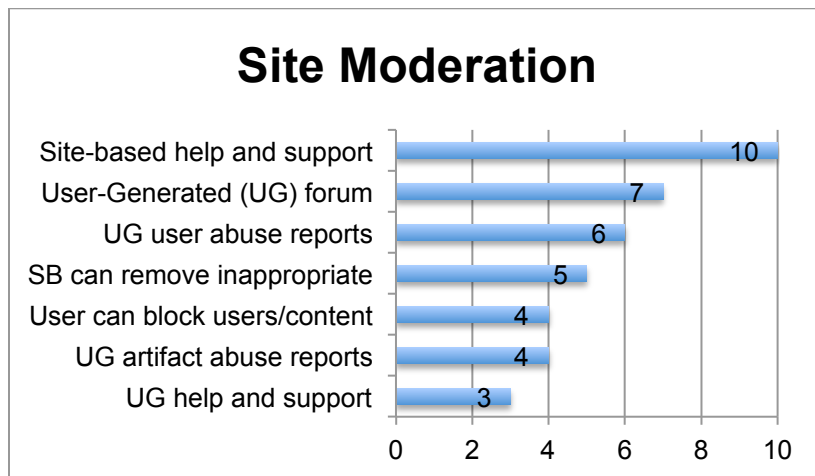 Site Moderation
Site-based help and support 10
User-Generated (UG) forum 7
UG user abuse reports 6
SB can remove inappropriate 5
User can block users/content 4
UG artifact abuse reports 4
UG help and support 3
0 2 4 6 8 10